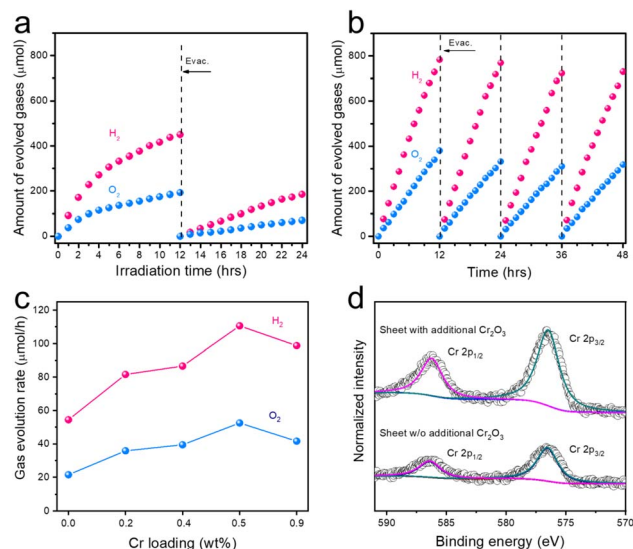 a
Amount of evolved gases (μmol)
800
600
400
200
0
Evac.
H2
O2
0 2 4 6 8 10 12 14 16 18 20 22 24
Irradiation time (hrs)
b
Amount of evolved gases (μmol)
800
600
400
200
0
Evac.
H2
O2
0 12 24 36 48
Time (hrs)
c
Gas evolution rate (μmol/h)
140
120
100
80
60
40
20
0
H2
O2
0.0 0.2 0.4 0.5 0.9
Cr loading (wt%)
d
Normalized intensity
Sheet with additional Cr2O3
Cr 2p3/2
Cr 2p1/2
Sheet w/o additional Cr2O3
Cr 2p1/2
Cr 2p3/2
590 585 580 575 570
Binding energy (eV)